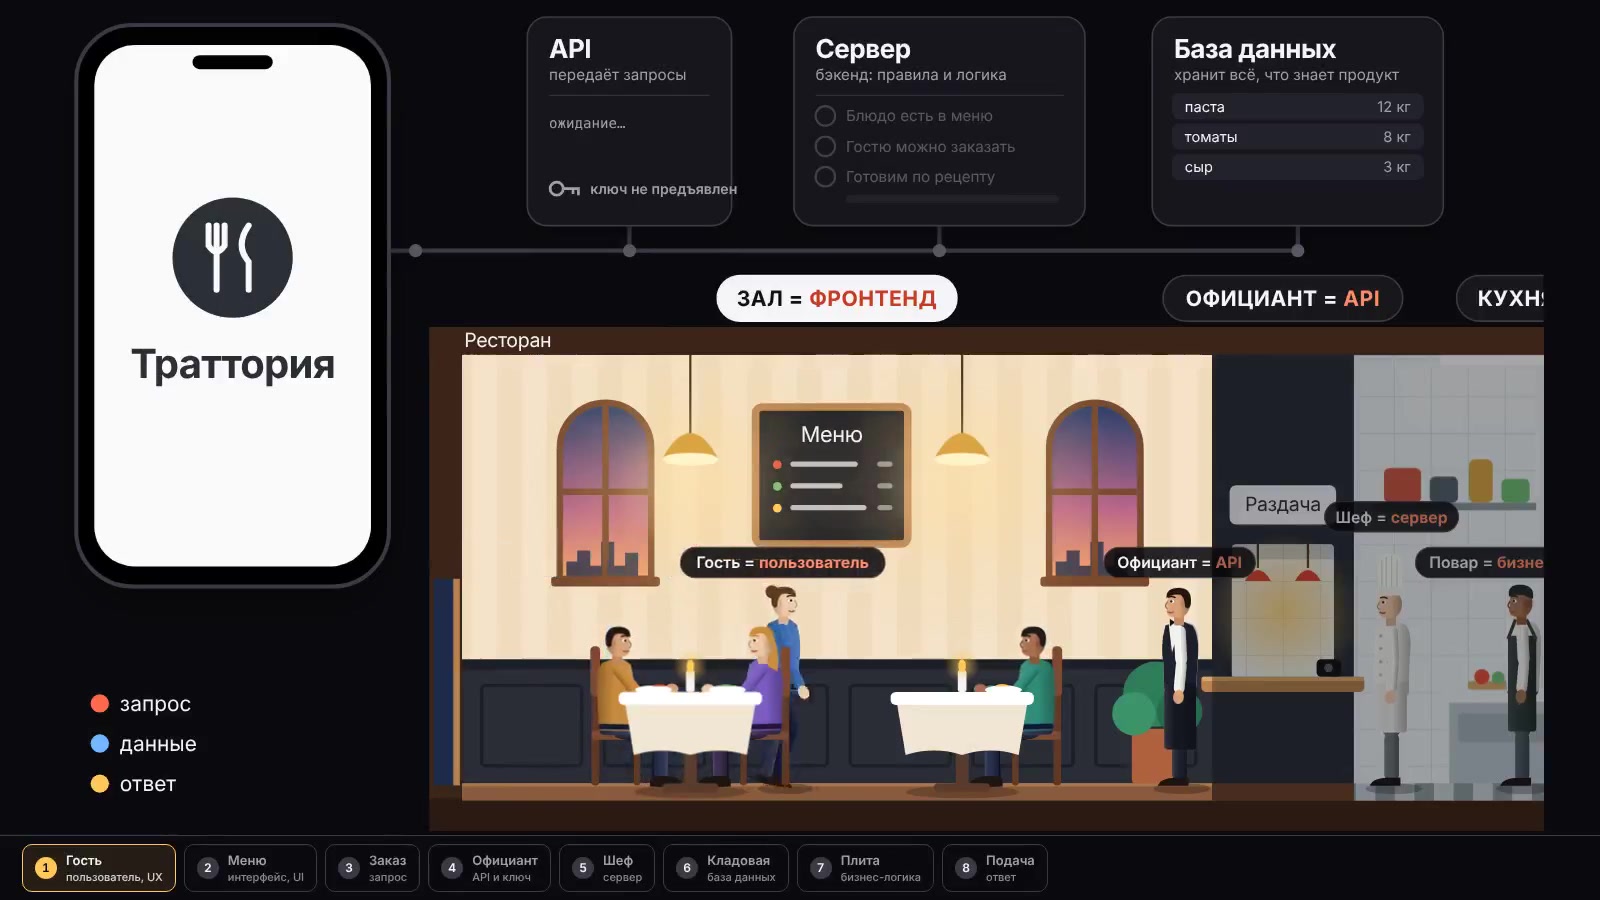 API
передаёт запросы
ожидание…
ключ не предъявлен
Сервер
бэкенд: правила и логика
Блюдо есть в меню
Гостю можно заказать
Готовим по рецепту
База данных
хранит всё, что знает продукт
паста 12 кг
томаты 8 кг
сыр 3 кг
Траттория
ЗАЛ = ФРОНТЕНД
ОФИЦИАНТ = API
КУХН
Ресторан
Меню
Раздача
Шеф = сервер
Гость = пользователь
Официант = API
Повар = бизне
запрос
данные
ответ
1 Гость
пользователь, UX
2 Меню
интерфейс, UI
3 Заказ
запрос
4 Официант
API и ключ
5 Шеф
сервер
6 Кладовая
база данных
7 Плита
бизнес-логика
8 Подача
ответ